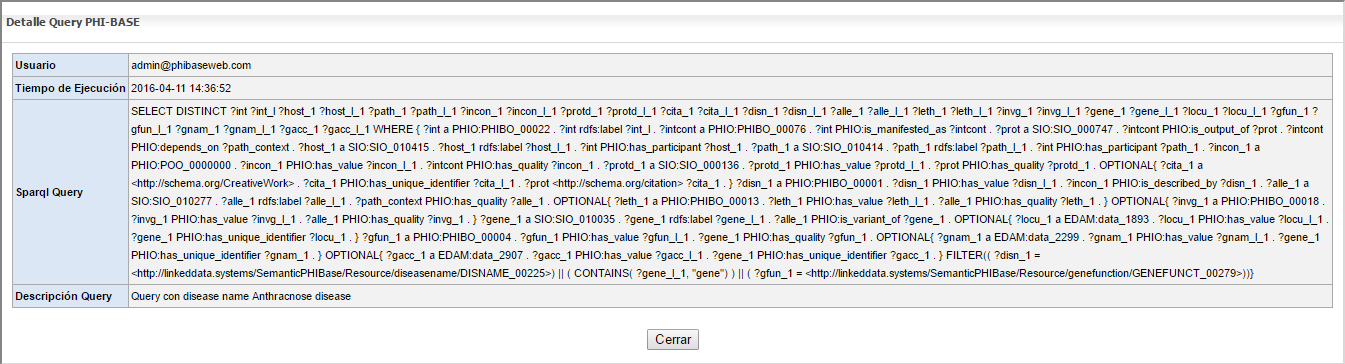 Detalle Query PHI-BASE
Usuario
admin@phibaseweb.com
Tiempo de Ejecución
2016-04-11 14:36:52
Sparql Query
SELECT DISTINCT ?int ?int_l ?host_1 ?host_l_1 ?path_1 ?path_l_1 ?incon_1 ?incon_l_1 ?protd_1 ?protd_l_1 ?cita_1 ?cita_l_1 ?disn_1 ?disn_l_1 ?alle_1 ?alle_l_1 ?leth_1 ?leth_l_1 ?invg_1 ?invg_l_1 ?gene_1 ?gene_l_1 ?locu_1 ?locu_l_1 ?gfun_1 ?
gfun_l_1 ?gnam_1 ?gnam_l_1 ?gacc_1 ?gacc_l_1 WHERE { ?int a PHIO:PHIBO_00022 . ?int rdfs:label ?int_l . ?intcont a PHIO:PHIBO_00076 . ?int PHIO:is_manifested_as ?intcont . ?prot a SIO:SIO_000747 . ?intcont PHIO:is_output_of ?prot . ?intcont
PHIO:depends_on ?path_context . ?host_1 a SIO:SIO_010415 . ?host_1 rdfs:label ?host_l_1 . ?int PHIO:has_participant ?host_1 . ?path_1 a SIO:SIO_010414 . ?path_1 rdfs:label ?path_l_1 . ?int PHIO:has_participant ?path_1 . ?incon_1 a
PHIO:POO_0000000 . ?incon_1 PHIO:has_value ?incon_l_1 . ?intcont PHIO:has_quality ?incon_1 . ?protd_1 a SIO:SIO_000136 . ?protd_1 PHIO:has_value ?protd_l_1 . ?prot PHIO:has_quality ?protd_1 . OPTIONAL{ ?cita_1 a
<http://schema.org/CreativeWork> . ?cita_1 PHIO:has_unique_identifier ?cita_l_1 . ?prot <http://schema.org/citation> ?cita_1 . } ?disn_1 a PHIO:PHIBO_00001 . ?disn_1 PHIO:has_value ?disn_l_1 . ?incon_1 PHIO:is_described_by ?disn_1 . ?alle_1 a
SIO:SIO_010277 . ?alle_1 rdfs:label ?alle_l_1 . ?path_context PHIO:has_quality ?alle_1 . OPTIONAL{ ?leth_1 a PHIO:PHIBO_00013 . ?leth_1 PHIO:has_value ?leth_l_1 . ?alle_1 PHIO:has_quality ?leth_1 . } OPTIONAL{ ?invg_1 a PHIO:PHIBO_00018 .
?invg_1 PHIO:has_value ?invg_l_1 . ?alle_1 PHIO:has_quality ?invg_1 . } ?gene_1 a SIO:SIO_010035 . ?gene_1 rdfs:label ?gene_l_1 . ?alle_1 PHIO:is_variant_of ?gene_1 . OPTIONAL{ ?locu_1 a EDAM:data_1893 . ?locu_1 PHIO:has_value ?locu_l_1 .
?gene_1 PHIO:has_unique_identifier ?locu_1 . } ?gfun_1 a PHIO:PHIBO_00004 . ?gfun_1 PHIO:has_value ?gfun_l_1 . ?gene_1 PHIO:has_quality ?gfun_1 . OPTIONAL{ ?gnam_1 a EDAM:data_2299 . ?gnam_1 PHIO:has_value ?gnam_l_1 . ?gene_1
PHIO:has_unique_identifier ?gnam_1 . } OPTIONAL{ ?gacc_1 a EDAM:data_2907 . ?gacc_1 PHIO:has_value ?gacc_l_1 . ?gene_1 PHIO:has_unique_identifier ?gacc_1 . } FILTER(( ?disn_1 =
<http://linkeddata.systems/SemanticPHIBase/Resource/diseasename/DISNAME_00225>) || ( CONTAINS( ?gene_l_1, "gene") ) || ( ?gfun_1 = <http://linkeddata.systems/SemanticPHIBase/Resource/genefunction/GENEFUNCT_00279>))}
Descripción Query
Query con disease name Anthracnose disease
Cerrar